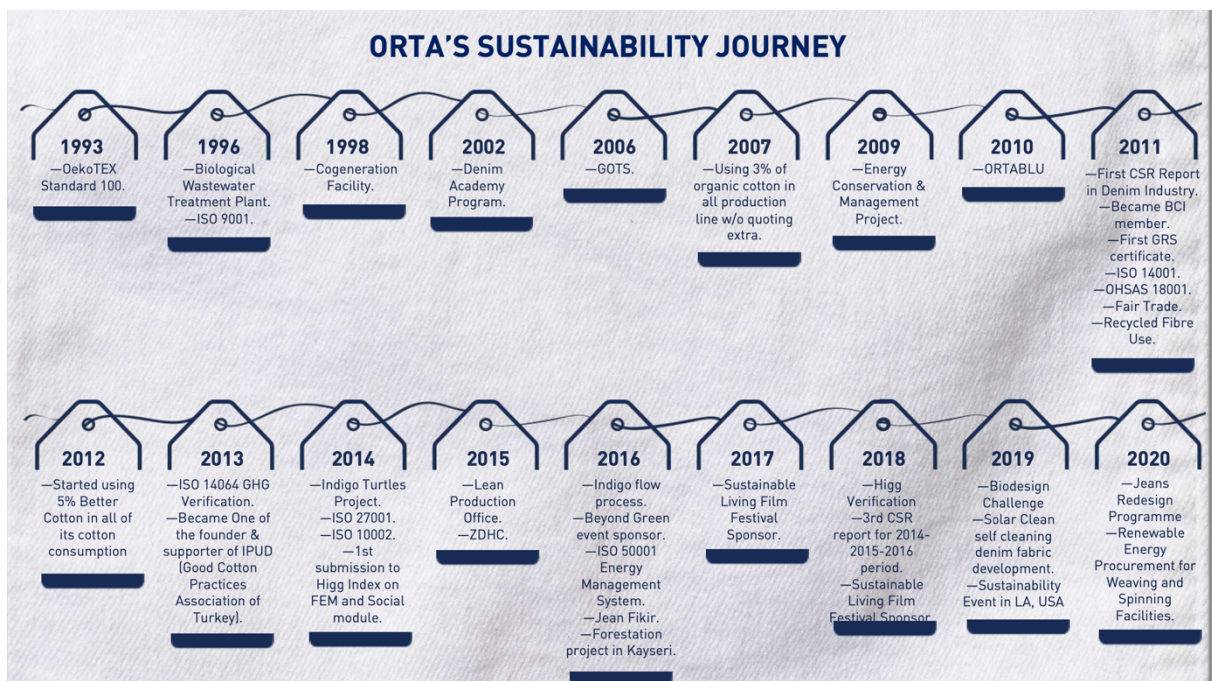 ORTA'S SUSTAINABILITY JOURNEY
1993
—OekoTEX
Standard 100.
1996
—Biological
Wastewater
Treatment Plant.
—ISO 9001.
1998
—Cogeneration
Facility.
2002
—Denim
Academy
Program.
2006
—GOTS.
2007
—Using 3% of
organic cotton in
all production
line w/o quoting
extra.
2009
—Energy
Conservation &
Management
Project.
2010
—ORTABLU
2011
—First CSR Report
in Denim Industry.
—Became BCI
member.
—First GRS
certificate.
—ISO 14001.
—OHSAS 18001.
—Fair Trade.
—Recycled Fibre
Use.
2012
—Started using
5% Better
Cotton in all of
its cotton
consumption
2013
—ISO 14064 GHG
Verification.
—Became One of
the founder &
supporter of IPUD
(Good Cotton
Practices
Association of
Turkey).
2014
—Indigo Turtles
Project.
—ISO 27001.
—ISO 10002.
—1st
submission to
Higg Index on
FEM and Social
module.
2015
—Lean
Production
Office.
—ZDHC.
2016
—Indigo flow
process.
—Beyond Green
event sponsor.
—ISO 50001
Energy
Management
System.
—Jean Fikir.
—Forestation
project in Kayseri.
2017
—Sustainable
Living Film
Festival
Sponsor.
2018
—Higg
Verification
—3rd CSR
report for 2014-
2015-2016
period.
—Sustainable
Living Film
Festival Sponsor
2019
—Biodesign
Challenge
—Solar Clean
self cleaning
denim fabric
development.
—Sustainability
Event in LA, USA
2020
—Jeans
Redesign
Programme
—Renewable
Energy
Procurement for
Weaving and
Spinning
Facilities.